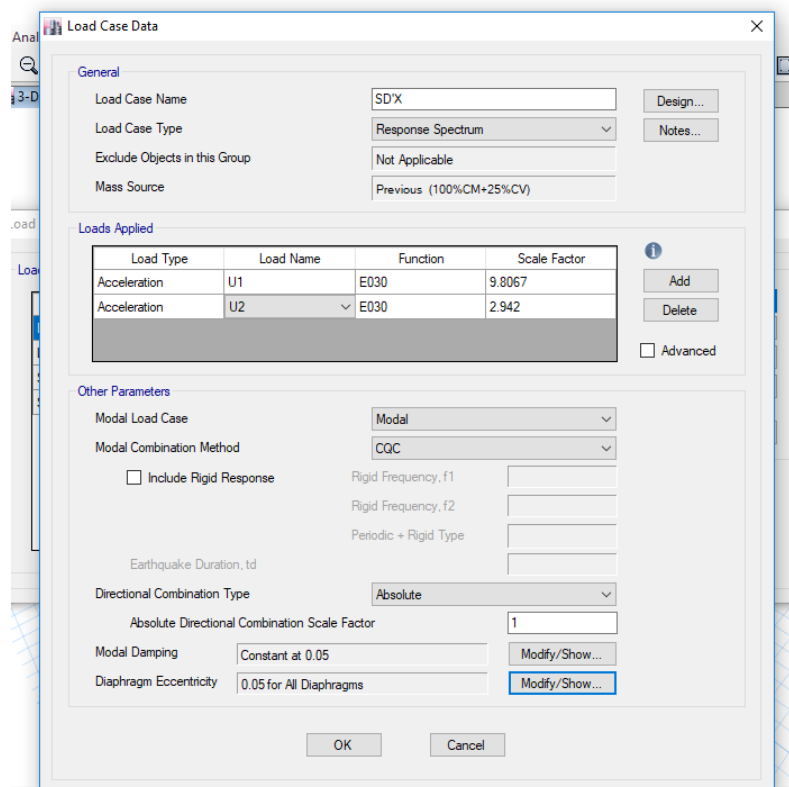 Anal
Load Case Data
3-D
General
Load Case Name SD'X Design...
Load Case Type Response Spectrum Notes...
Exclude Objects in this Group Not Applicable
Mass Source Previous (100%CM+25%CV)
Load
Loads Applied
Load Type Load Name Function Scale Factor
Acceleration U1 E030 9.8067 Add
Acceleration U2 E030 2.942 Delete
Advanced
Other Parameters
Modal Load Case Modal
Modal Combination Method CQC
Include Rigid Response Rigid Frequency, f1
Rigid Frequency, f2
Periodic + Rigid Type
Earthquake Duration, td
Directional Combination Type Absolute
Absolute Directional Combination Scale Factor 1
Modal Damping Constant at 0.05 Modify/Show...
Diaphragm Eccentricity 0.05 for All Diaphragms Modify/Show...
OK Cancel